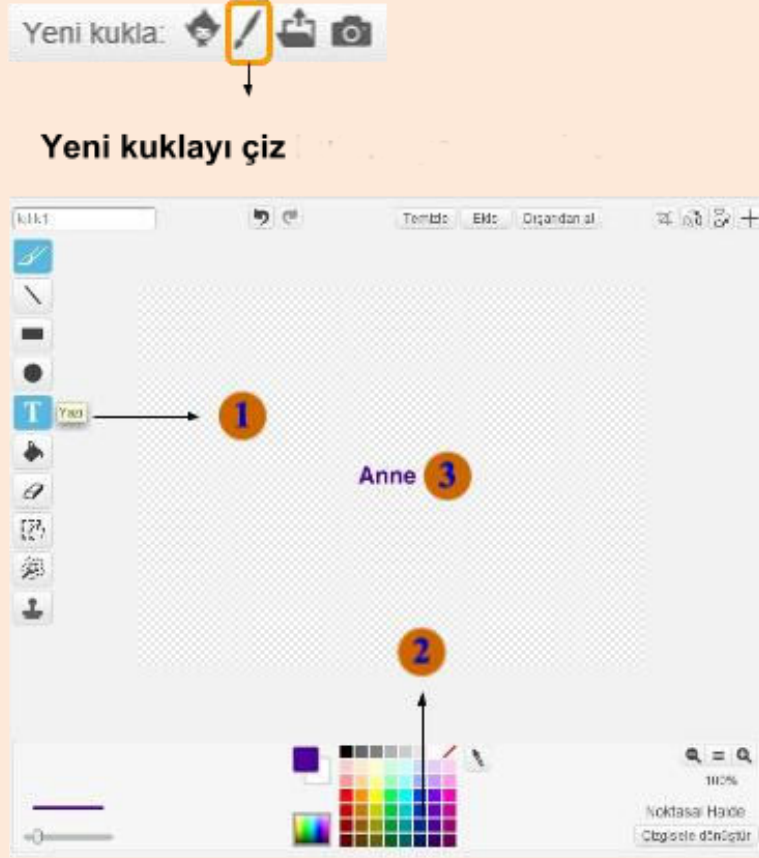 Yeni kukla:
Yeni kuklayı çiz
Temizle Ekle Dışarıdan al
T Yazı
1
Anne 3
2
100%
Noktasal Halde
Çizgisele dönüştür